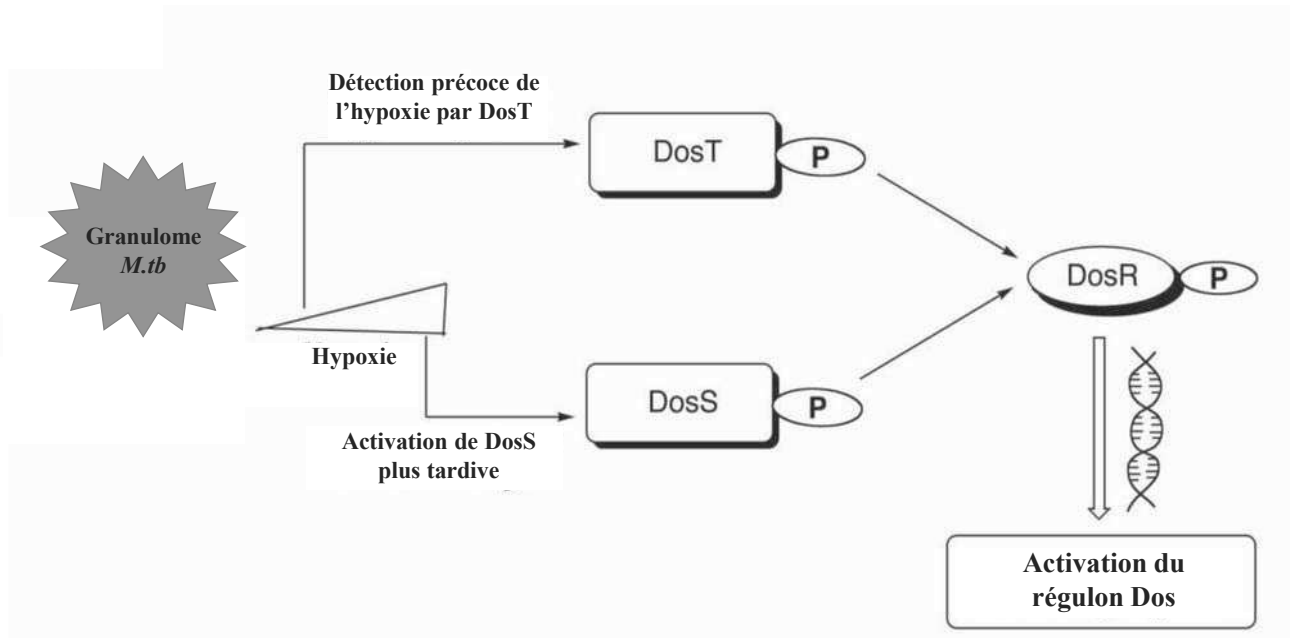 Détection précoce de
l'hypoxie par DosT
DosT
P
Granulome
M.tb
DosR
P
Hypoxie
DosS
P
Activation de DosS
plus tardive
Activation du
régulon Dos